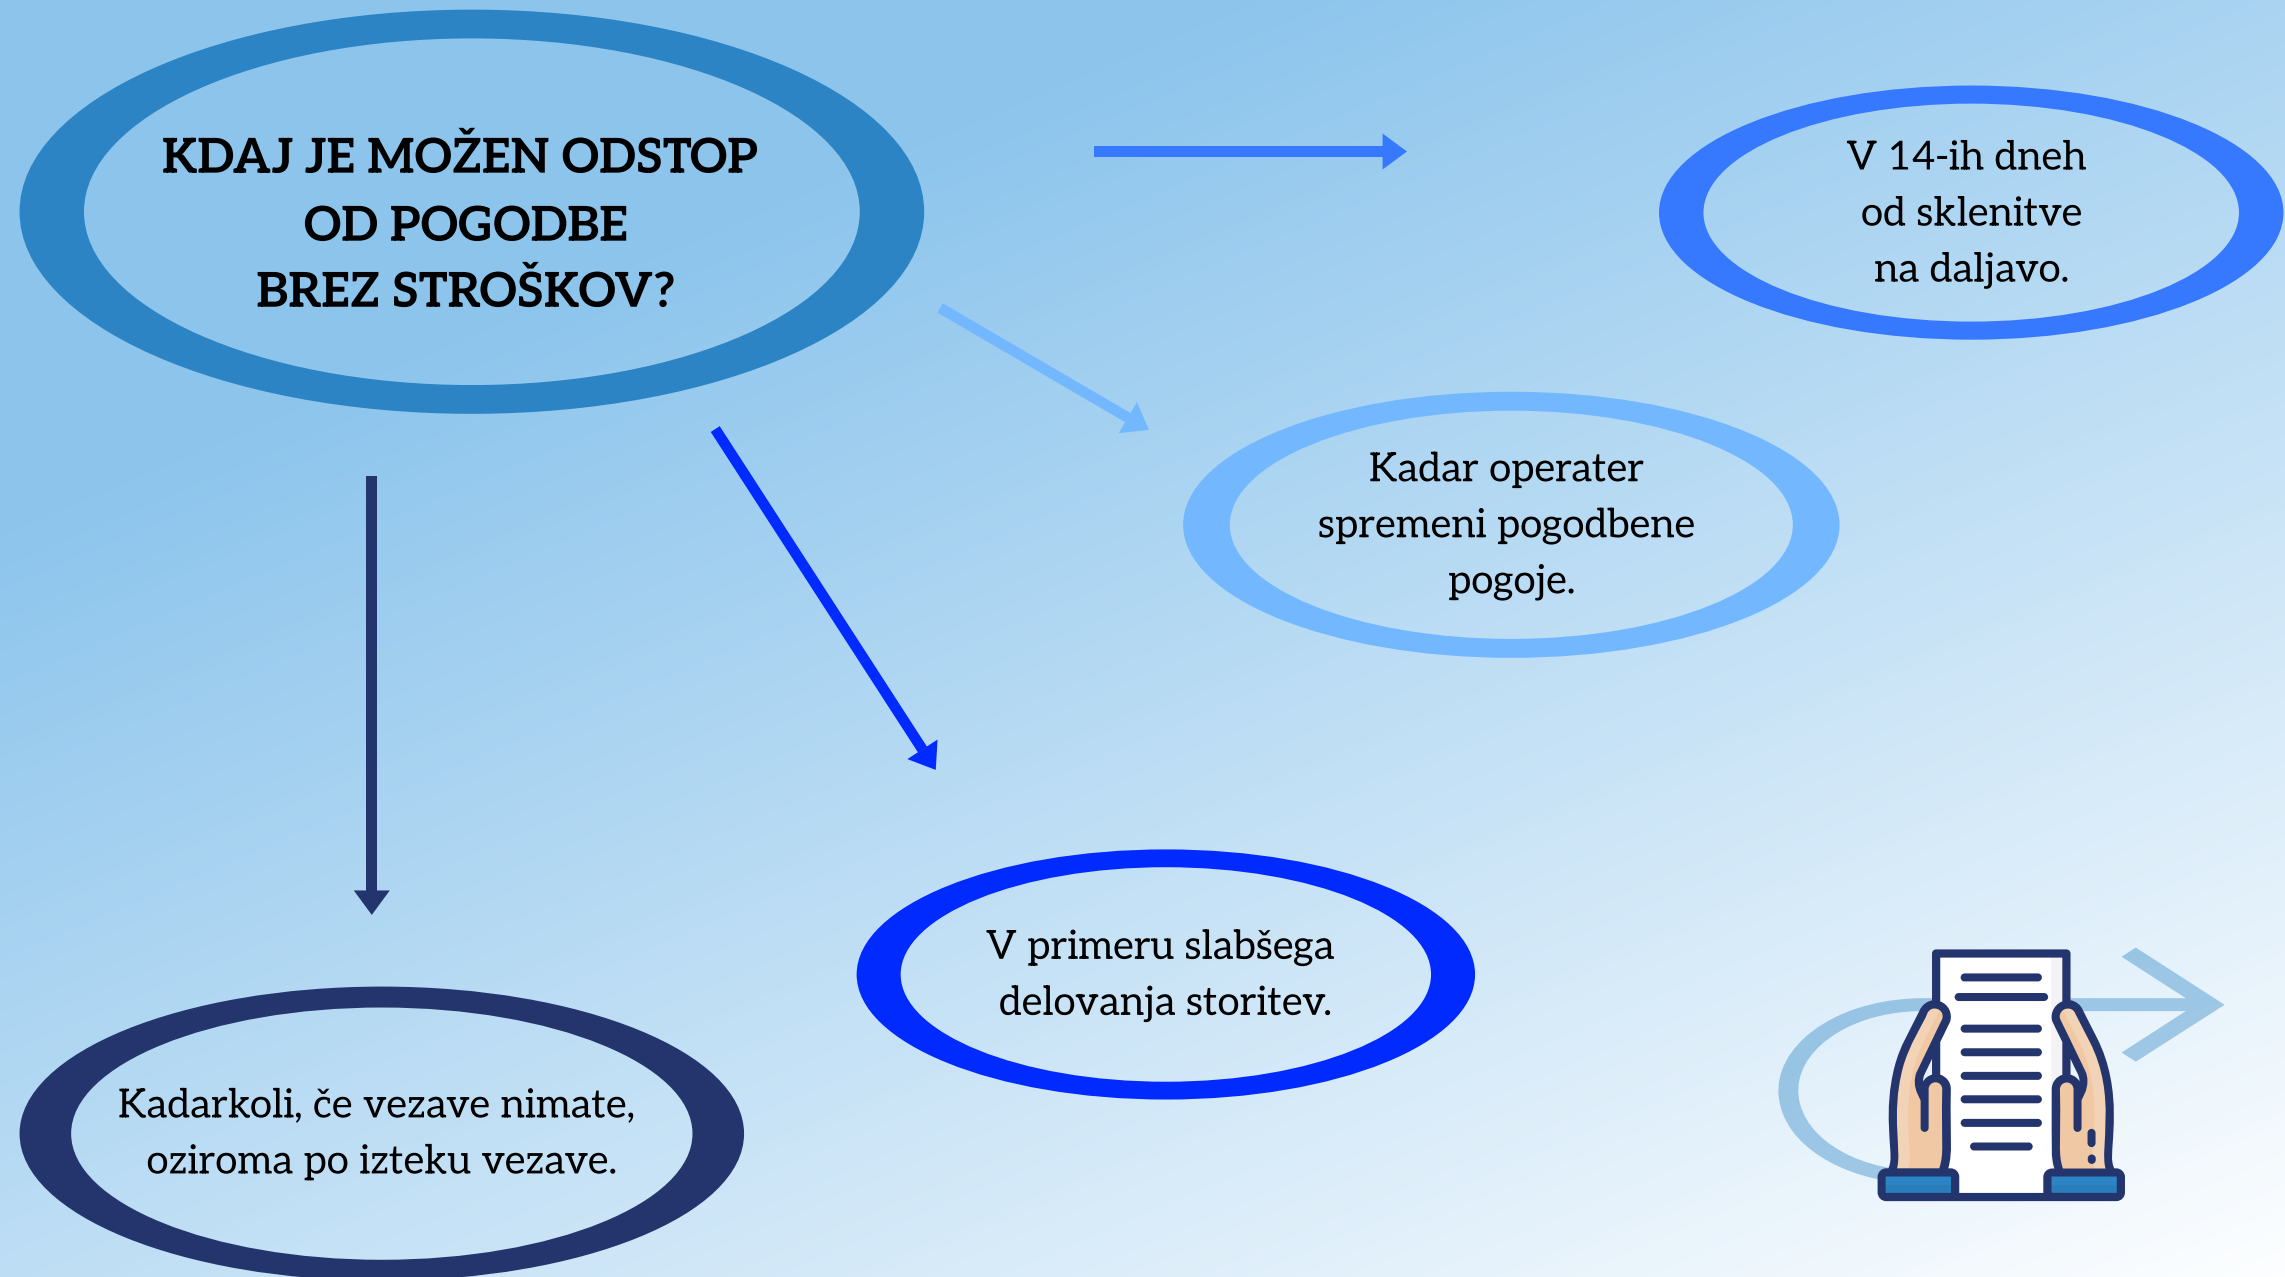 KDAJ JE MOŽEN ODSTOP
OD POGODBE
BREZ STROŠKOV?
V 14-ih dneh
od sklenitve
na daljavo.
Kadar operater
spremeni pogodbene
pogoje.
V primeru slabšega
delovanja storitev.
Kadarkoli, če vezave nimate,
oziroma po izteku vezave.